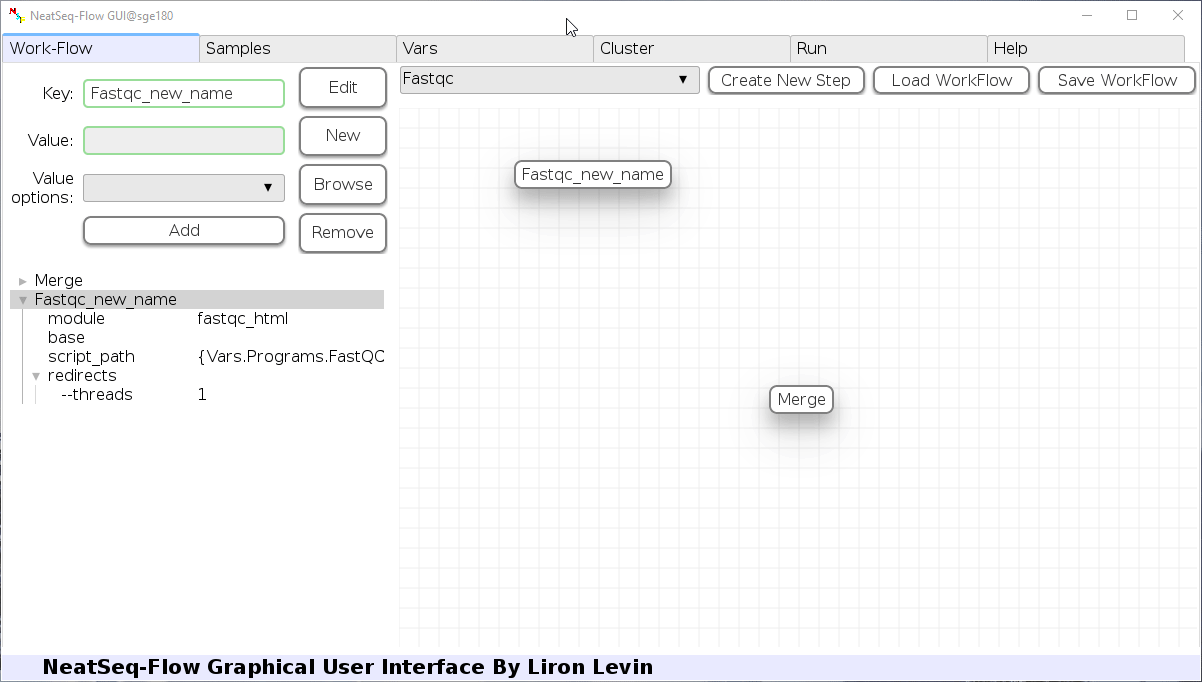 NeatSeq-Flow GUI@sge180
Work-Flow Samples Vars Cluster Run Help
Key: Fastqc_new_name Edit
Value: New
Value options: Browse
Add Remove
Fastqc Create New Step Load WorkFlow Save WorkFlow
Merge
Fastqc_new_name
module fastqc_html
base
script_path {Vars.Programs.FastQC
redirects
--threads 1
Fastqc_new_name
Merge
NeatSeq-Flow Graphical User Interface By Liron Levin